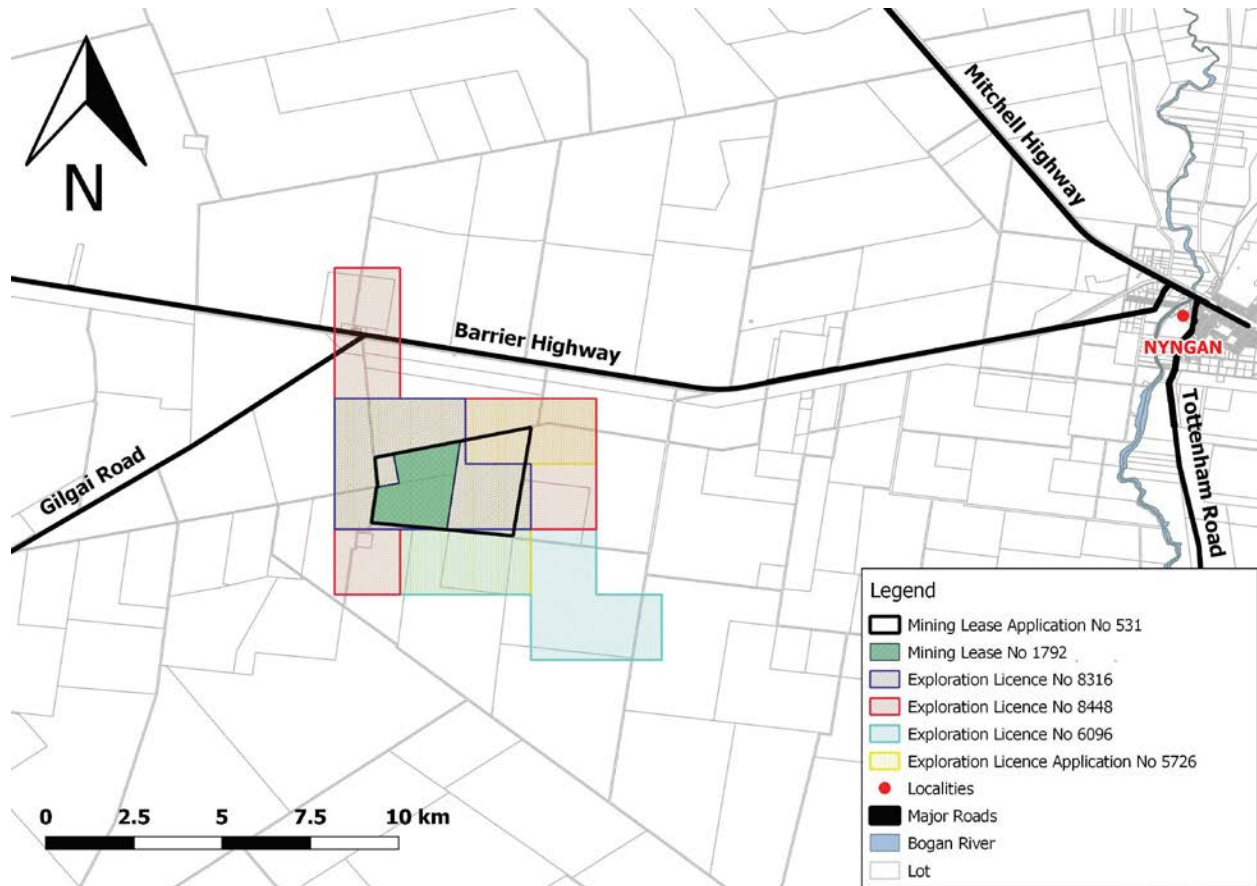 N
Mitchell Highway
Barrier Highway
NYNGAN
Gilgai Road
Tottenham Road
0 2.5 5 7.5 10 km
Legend
Mining Lease Application No 531
Mining Lease No 1792
Exploration Licence No 8316
Exploration Licence No 8448
Exploration Licence No 6096
Exploration Licence Application No 5726
Localities
Major Roads
Bogan River
Lot